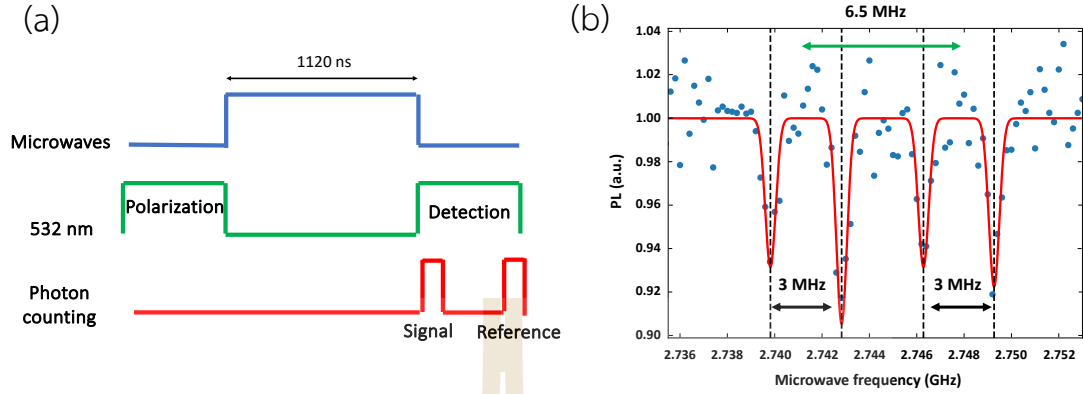 (a)
1120 ns
Microwaves
Polarization
Detection
532 nm
Photon
counting
Signal
Reference
(b)
6.5 MHz
1.04
1.02
1.00
0.98
0.96
0.94
0.92
0.90
PL (a.u.)
3 MHz
3 MHz
2.736
2.738
2.740
2.742
2.744
2.746
2.748
2.750
2.752
Microwave frequency (GHz)